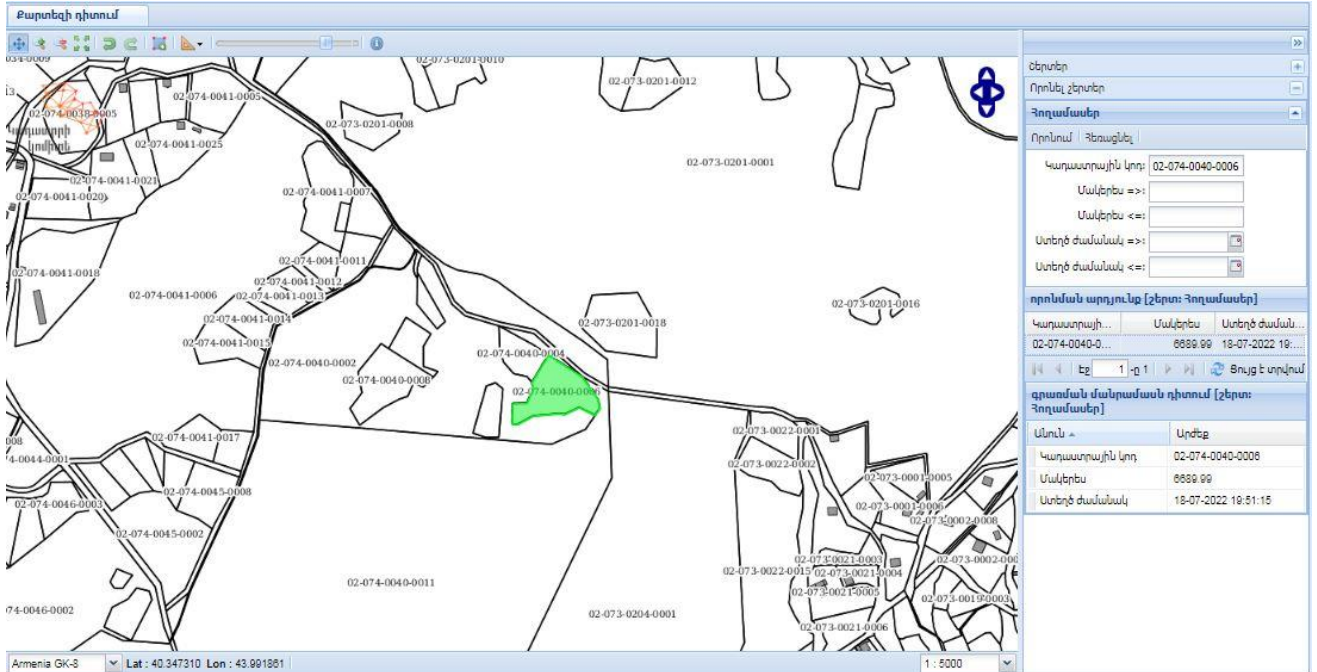 Քարտեզի դիտում
02-073-0201-0010
02-073-0201-0012
02-074-0041-0005
02-074-0038-0005
02-073-0201-0008
Կադաստրի
կոմիտե
02-074-0041-0025
02-073-0201-0001
02-074-0041-0021
02-074-0041-0020
02-074-0041-0007
02-074-0041-0011
02-074-0041-0018
02-074-0041-0012
02-074-0041-0006
02-074-0041-0013
02-073-0201-0016
02-074-0041-0014
02-073-0201-0018
02-074-0041-0015
02-074-0040-0004
02-074-0040-0002
02-074-0040-0008
02-074-0040-0006
02-073-0022-0001
02-074-0041-0017
02-073-0022-0002
02-073-0001-0005
02-074-0045-0008
02-074-0046-0003
02-073-0001-0006
02-073-0002-0008
02-074-0045-0002
02-073-0021-0003
02-073-0022-0015
02-073-0021-0004
02-074-0040-0011
02-073-0021-0005
02-073-0019-0003
02-073-0204-0001
02-073-0021-0006
Armenia GK-8
Lat : 40.347310 Lon : 43.991861
1 : 5000
Շերտեր
Որոնել շերտեր
Հողամասեր
Որոնում Հեռացնել
Կադաստրային կոդ: 02-074-0040-0006
Մակերես =>:
Մակերես <=:
Ստեղծ ժամանակ =>:
Ստեղծ ժամանակ <=:
որոնման արդյունք [շերտ: Հողամասեր]
Կադաստրայի... Մակերես Ստեղծ ժաման...
02-074-0040-0... 6689.99 18-07-2022 19:...
Էջ 1 -ը 1 Ցույց է տրվում
գրառման մանրամասն դիտում [շերտ:
Հողամասեր]
Անուն Արժեք
Կադաստրային կոդ 02-074-0040-0006
Մակերես 6689.99
Ստեղծ ժամանակ 18-07-2022 19:51:15